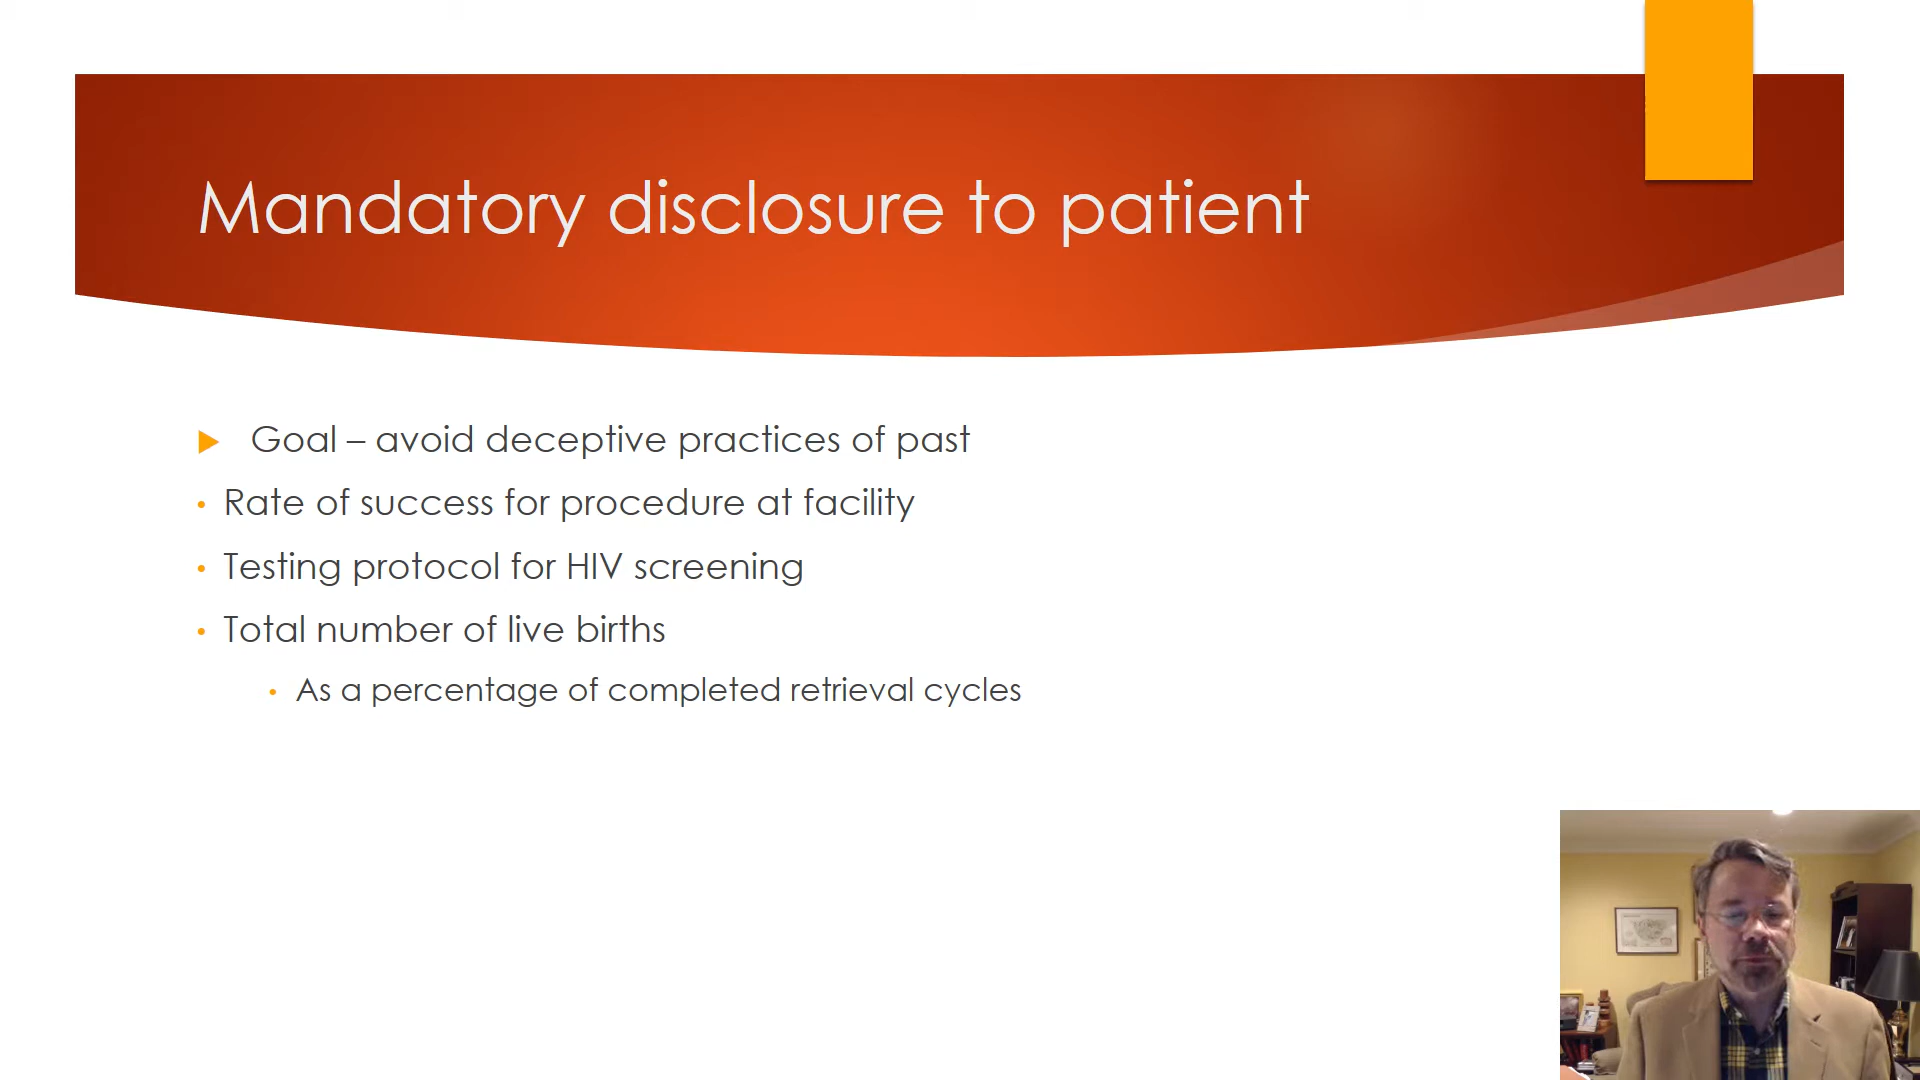 Mandatory disclosure to patient
Goal – avoid deceptive practices of past
Rate of success for procedure at facility
Testing protocol for HIV screening
Total number of live births
As a percentage of completed retrieval cycles